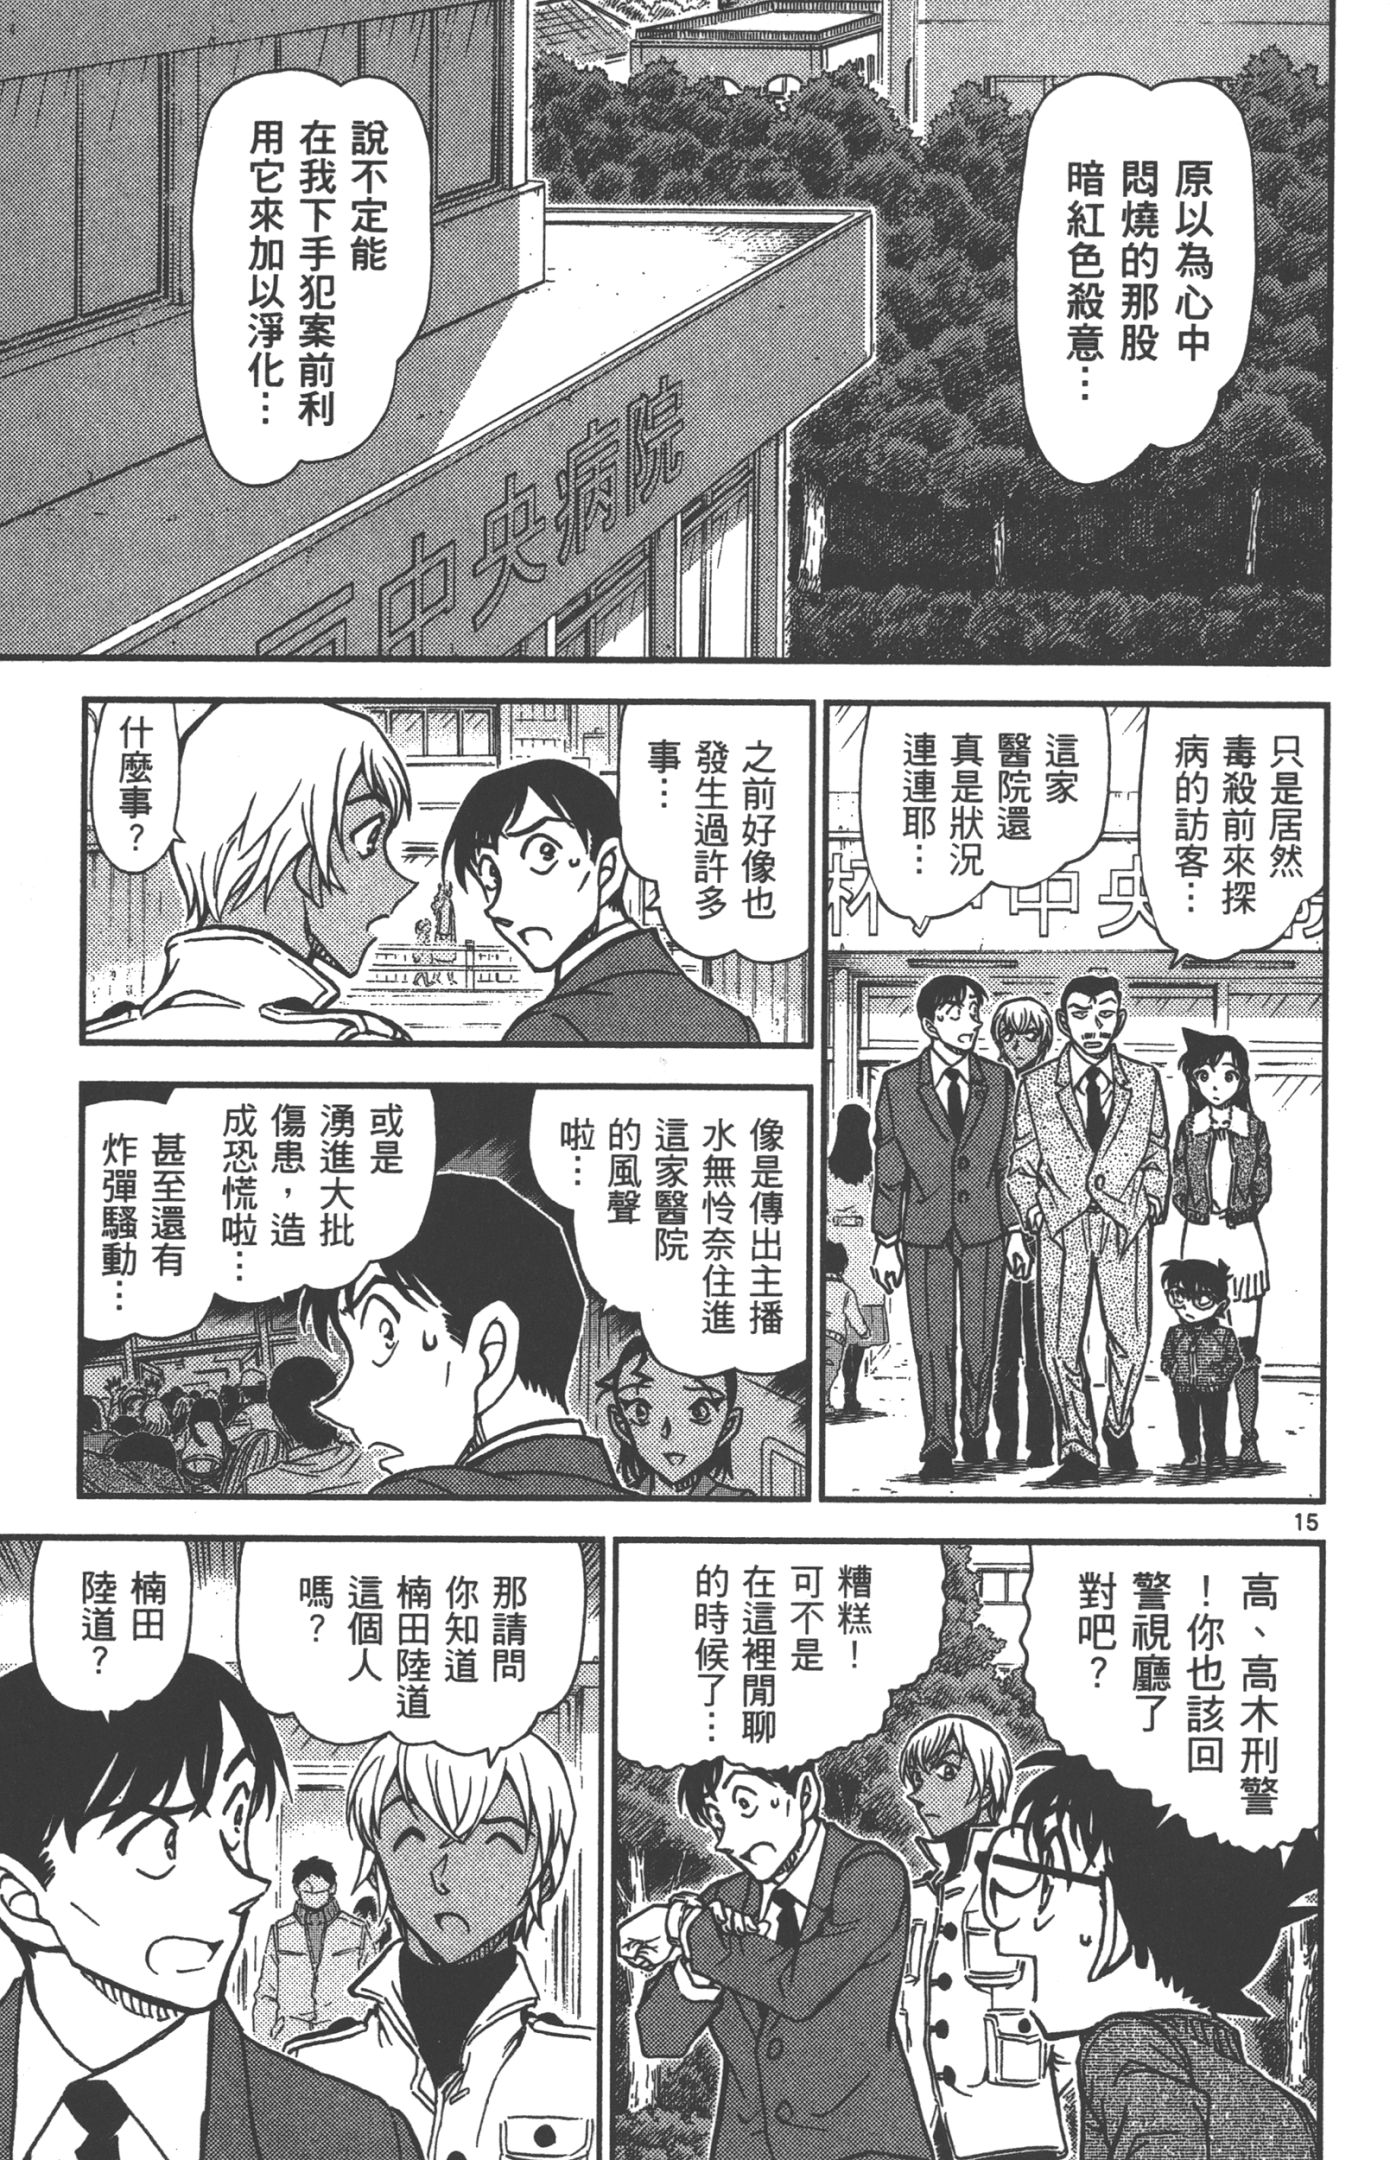 原以為心中
悶燒的那股
暗紅色殺意…
說不定能
在我下手犯案前利
用它來加以淨化…
中央病院
只是居然
毒殺前來探
病的訪客…
這家
醫院還
真是狀況
連連耶…
林
中央
之前好像也
發生過許多
事…
什麼事?
像是傳出主播
水無怜奈住進
這家醫院
的風聲
啦…
或是
湧進大批
傷患,造
成恐慌啦…
甚至還有
炸彈騷動…
15
高、高木刑警
!你也該回
警視廳了
對吧?
糟糕!
可不是
在這裡閒聊
的時候了…
那請問
你知道
楠田陸道
這個人
嗎?
楠田
陸道?